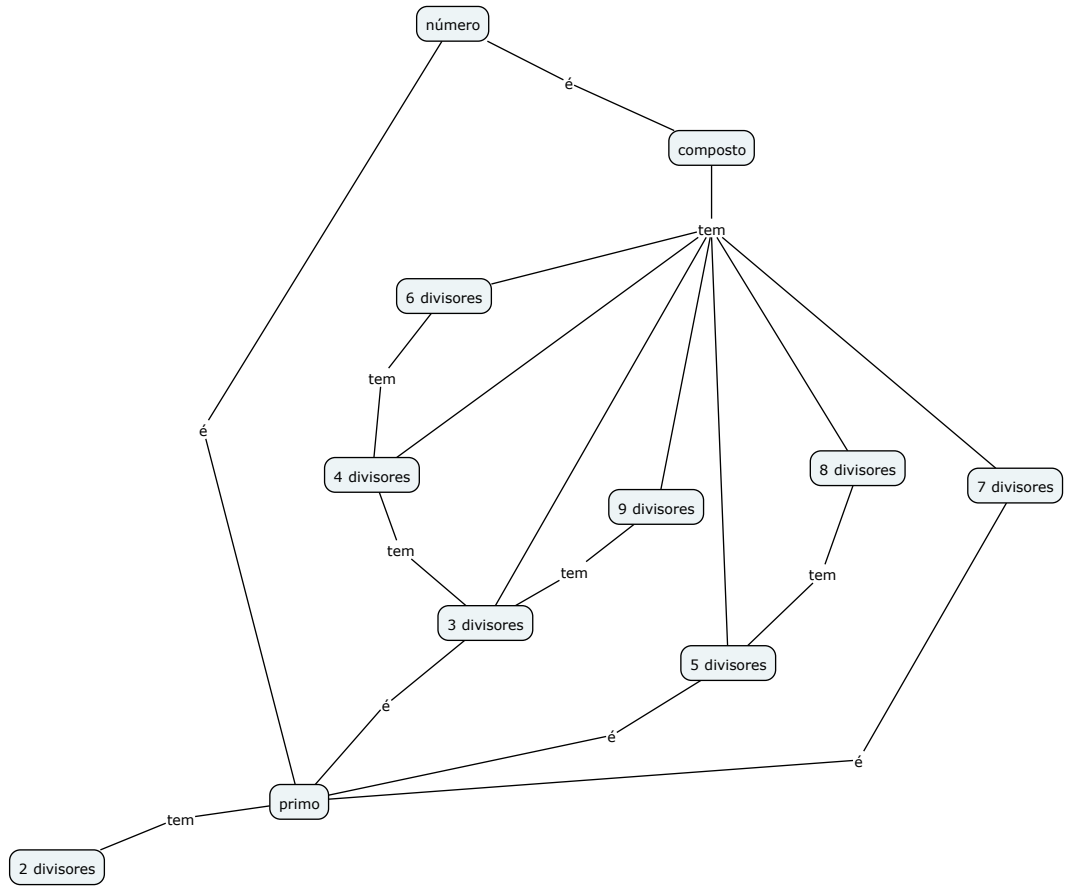 número
é
composto
tem
6 divisores
tem
é
4 divisores
8 divisores
7 divisores
9 divisores
tem
tem
tem
3 divisores
5 divisores
é
é
é
primo
tem
2 divisores